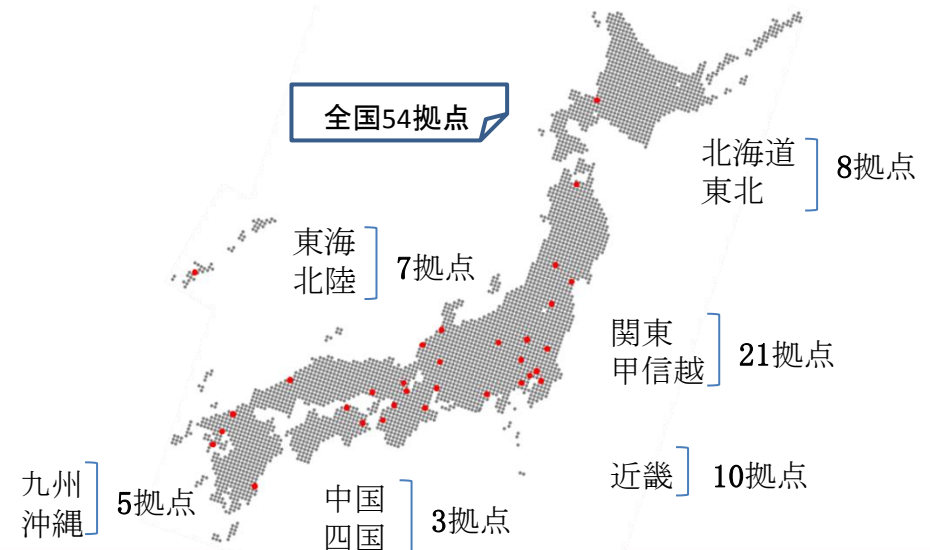 全国54拠点
北海道
東北
8拠点
東海
北陸
7拠点
関東
甲信越
21拠点
近畿
10拠点
九州
沖縄
5拠点
中国
四国
3拠点